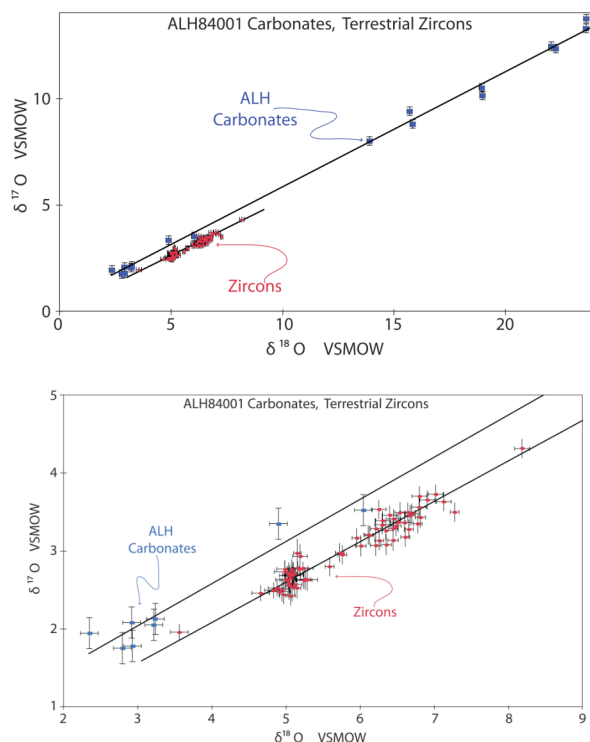 ALH84001 Carbonates, Terrestrial Zircons
10
5
0
δ 17 O VSMOW
ALH
Carbonates
Zircons
0 5 10 15 20
δ 18 O VSMOW
ALH84001 Carbonates, Terrestrial Zircons
5
4
3
2
1
δ 17 O VSMOW
ALH
Carbonates
Zircons
2 3 4 5 6 7 8 9
δ18 O VSMOW